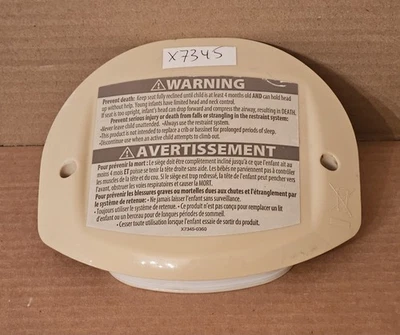 X7345
⚠WARNING
Prevent death: Keep seat fully reclined until child is at least 4 months old AND can hold head
up without help. Young infants have limited head and neck control.
If seat is too upright, infant's head can drop forward and compress the airway, resulting in DEATH.
Prevent serious injury or death from falls or strangling in the restraint system:
•Never leave child unattended. •Always use the restraint system.
•This product is not intended to replace a crib or bassinet for prolonged periods of sleep.
•Discontinue use when an active child attempts to climb out.
⚠AVERTISSEMENT
Pour prévenir la mort : Le siège doit être complètement incliné jusqu'à ce que l'enfant ait au
moins 4 mois ET puisse se tenir la tête droite sans aide. Les bébés ne parviennent pas à contrôler
les muscles de la tête et du cou. Si le siège est trop redressé, la tête de l'enfant peut pencher vers
l'avant, obstruer les voies respiratoires et causer la MORT.
Pour prévenir les blessures graves ou mortelles dues aux chutes et l'étranglement par
le système de retenue: • Ne jamais laisser l'enfant sans surveillance.
• Toujours utiliser le système de retenue. • Ce produit n'est pas conçu pour remplacer un lit
d'enfant ou un berceau pour de longues périodes de sommeil.
• Cesser toute utilisation lorsque l'enfant essaie de sortir du produit.
X7345-0360